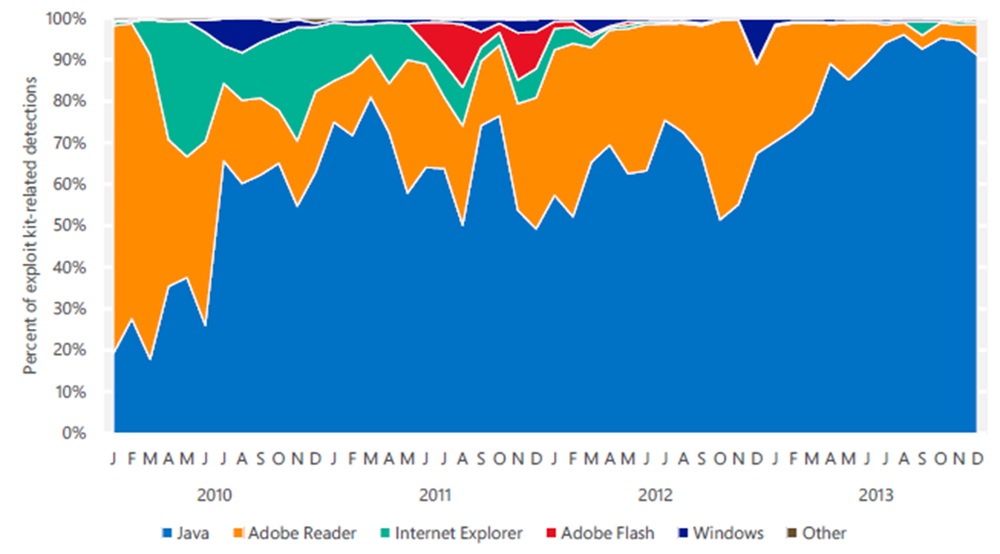 100%
90%
80%
70%
60%
50%
40%
30%
20%
10%
0%
Percent of exploit kit-related detections
J F M A M J J A S O N D J F M A M J J A S O N D J F M A M J J A S O N D J F M A M J J A S O N D
2010 2011 2012 2013
Java Adobe Reader Internet Explorer Adobe Flash Windows Other